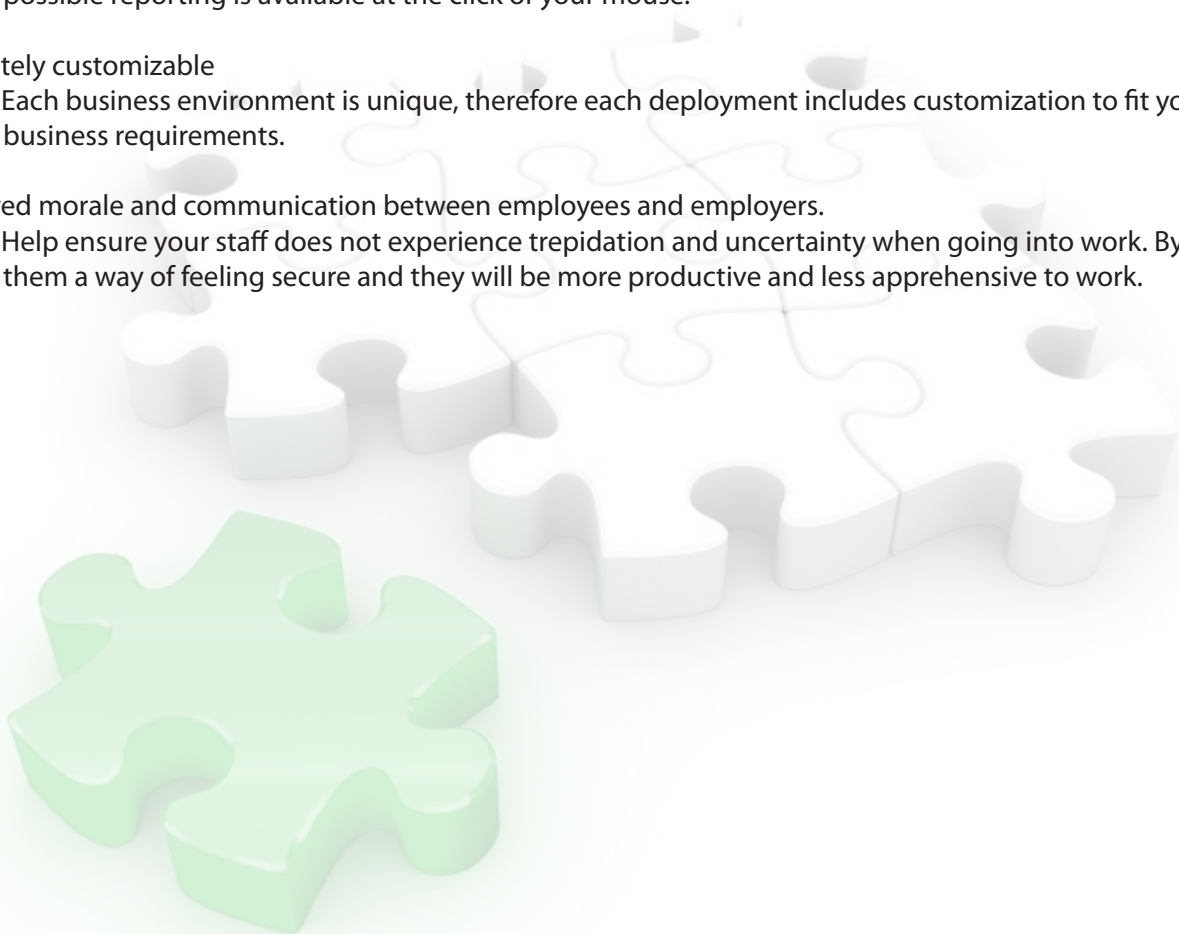 possible reporting is available at the click of your mouse.
tely customizable
Each business environment is unique, therefore each deployment includes customization to fit yo
business requirements.
ed morale and communication between employees and employers.
Help ensure your staff does not experience trepidation and uncertainty when going into work. By
them a way of feeling secure and they will be more productive and less apprehensive to work.